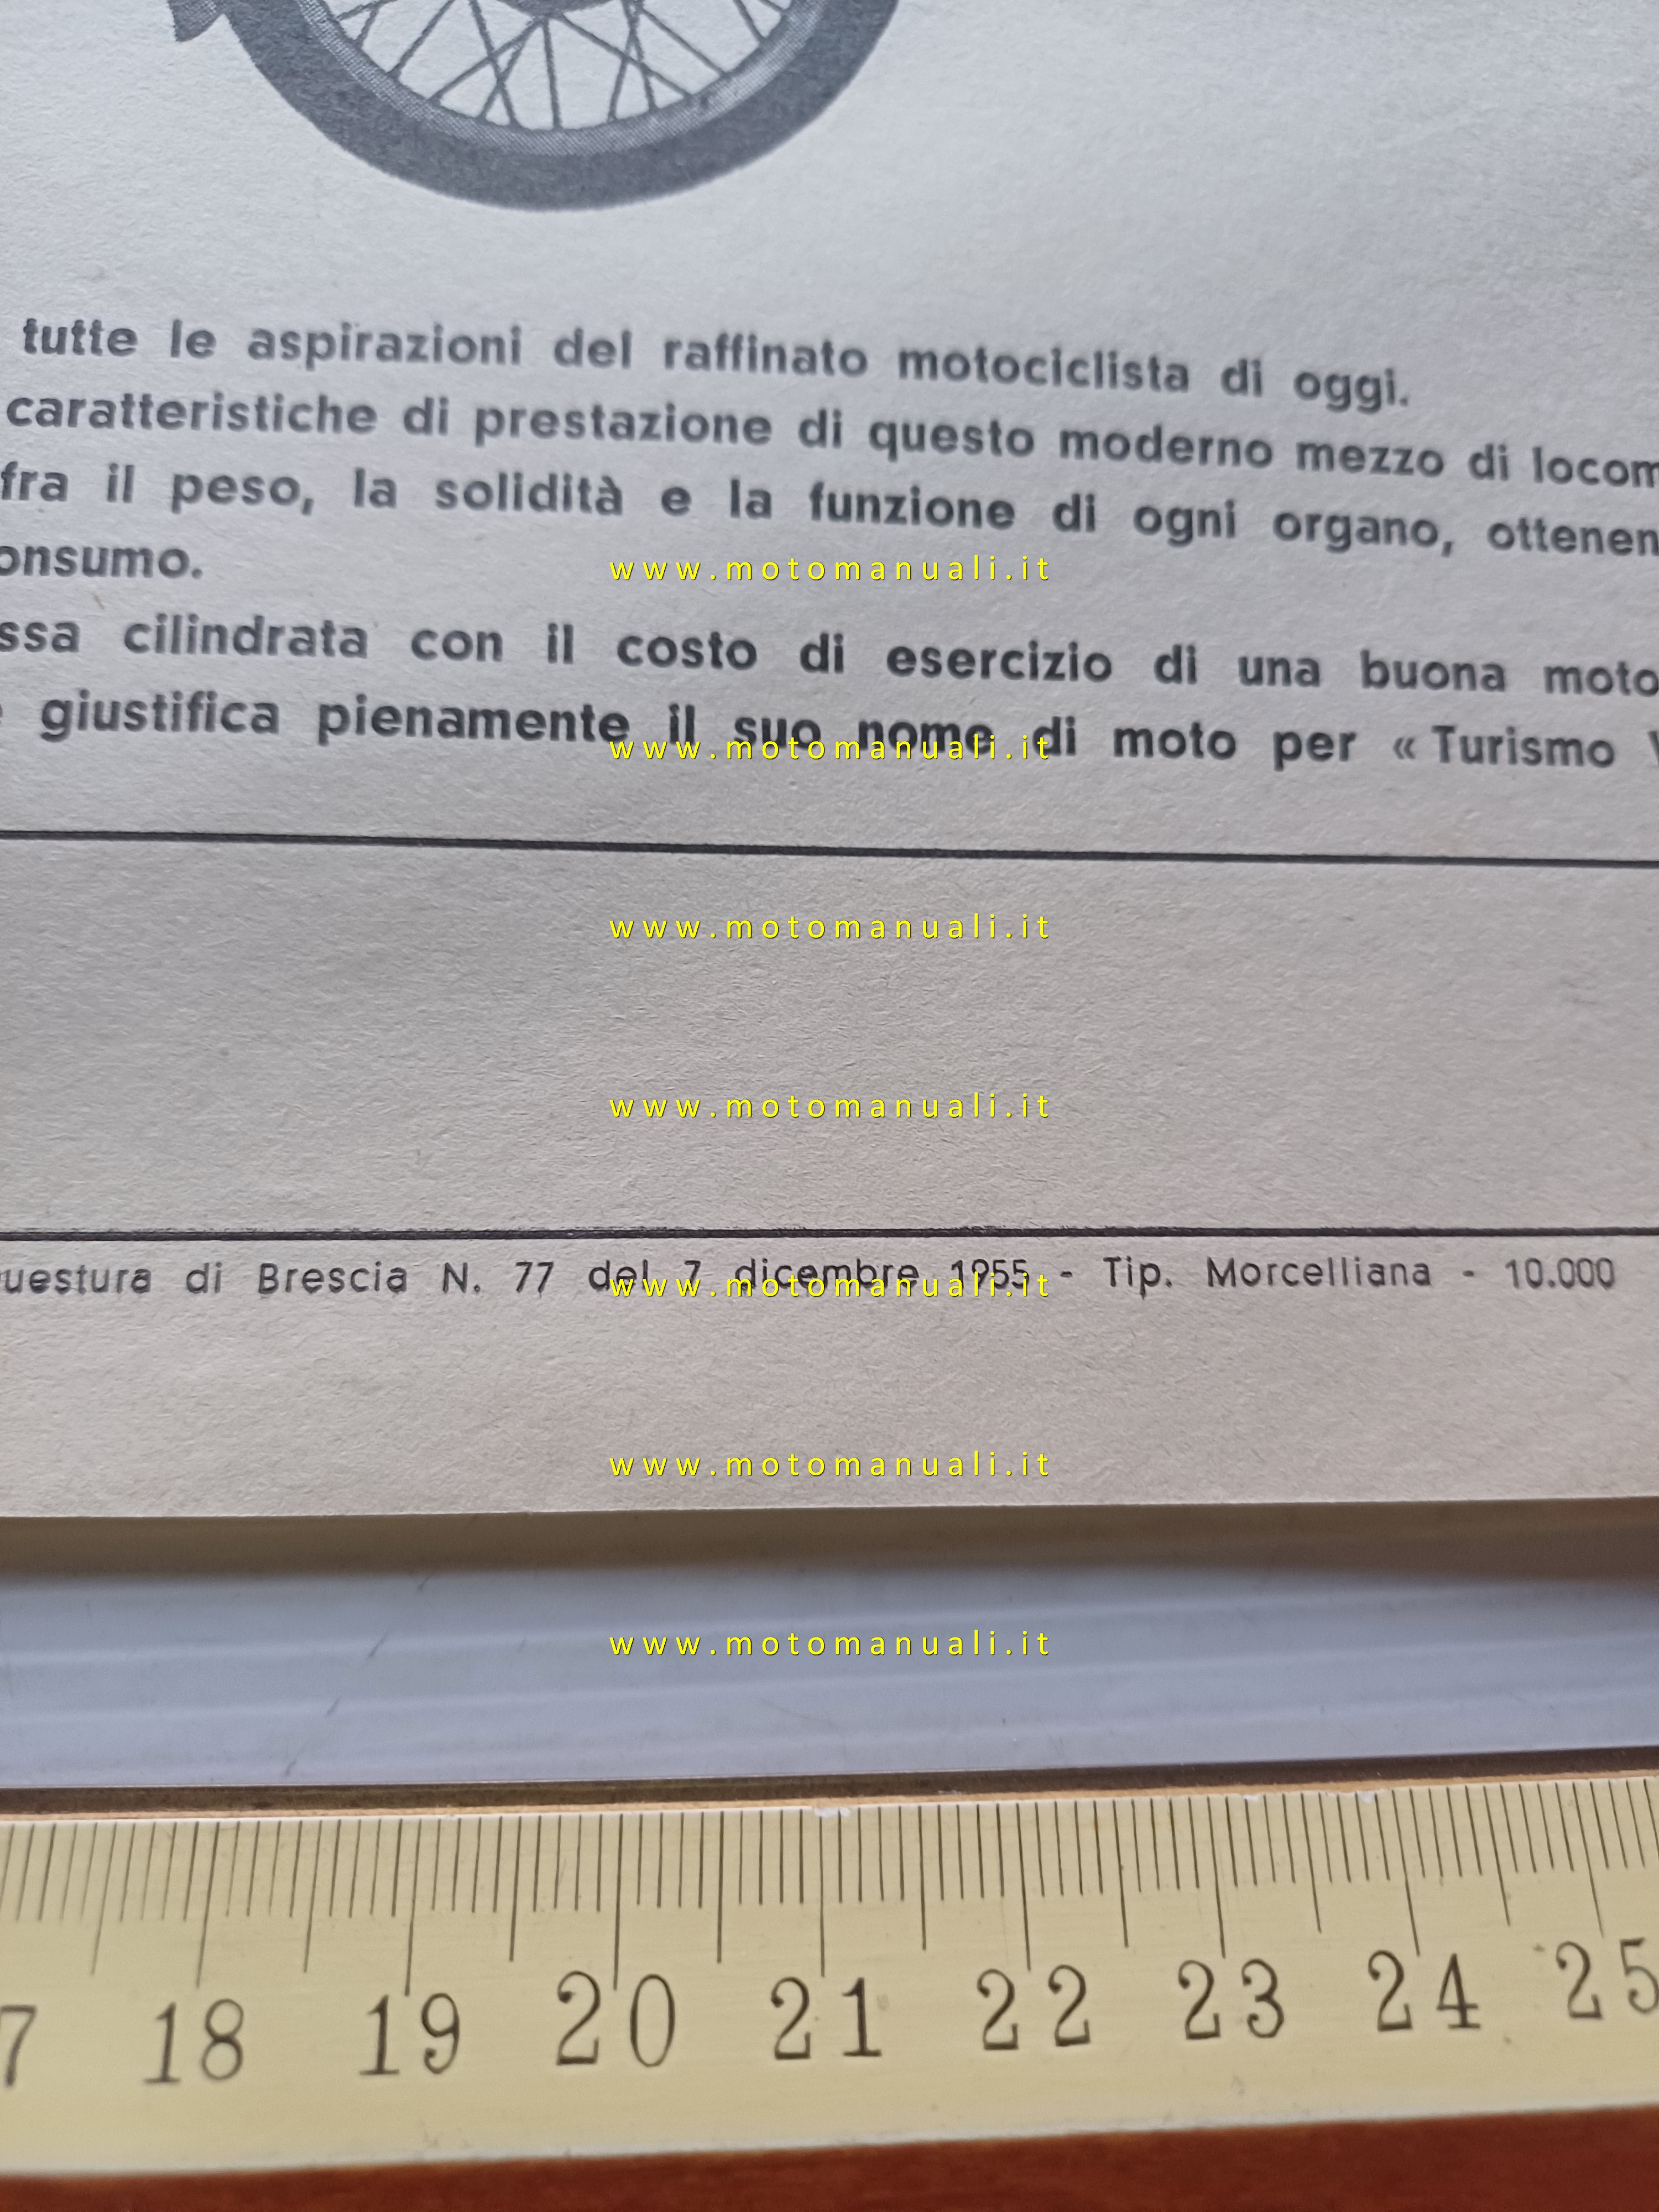 tutte le aspirazioni del raffinato motociclista di oggi.
caratteristiche di prestazione di questo moderno mezzo di locom
fra il peso, la solidità e la funzione di ogni organo, ottenen
onsumo.
www.motomanuali.it
ssa cilindrata con il costo di esercizio di una buona moto
giustifica pienamente il suo nome di moto per « Turismo
www.motomanuali.it
www.motomanuali.it
www.motomanuali.it
uestura di Brescia N. 77 del 7 dicembre 1955 - Tip. Morcelliana - 10.000
www.motomanuali.it
www.motomanuali.it
www.motomanuali.it
7 18 19 20 21 22 23 24 25